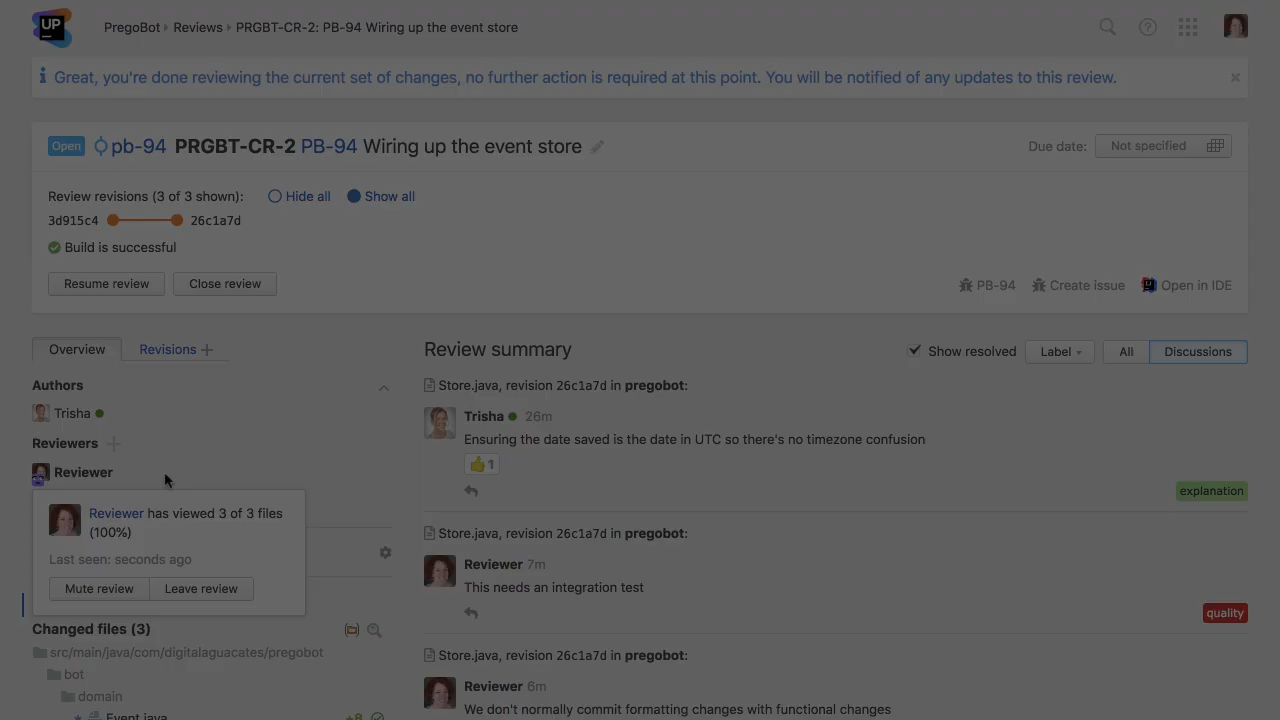 UP
PregoBot › Reviews › PRGBT-CR-2: PB-94 Wiring up the event store
Great, you're done reviewing the current set of changes, no further action is required at this point. You will be notified of any updates to this review.
Open pb-94 PRGBT-CR-2 PB-94 Wiring up the event store
Due date: Not specified
Review revisions (3 of 3 shown): Hide all Show all
3d915c4 26c1a7d
Build is successful
Resume review Close review
PB-94 Create issue Open in IDE
Overview Revisions
Authors
Trisha
Reviewers
Reviewer
Reviewer has viewed 3 of 3 files
(100%)
Last seen: seconds ago
Mute review Leave review
Changed files (3)
src/main/java/com/digitalaguacates/pregobot
bot
domain
Event.java +8
Review summary
Show resolved Label All Discussions
Store.java, revision 26c1a7d in pregobot:
Trisha 26m
Ensuring the date saved is the date in UTC so there's no timezone confusion
1
explanation
Store.java, revision 26c1a7d in pregobot:
Reviewer 7m
This needs an integration test
quality
Store.java, revision 26c1a7d in pregobot:
Reviewer 6m
We don't normally commit formatting changes with functional changes